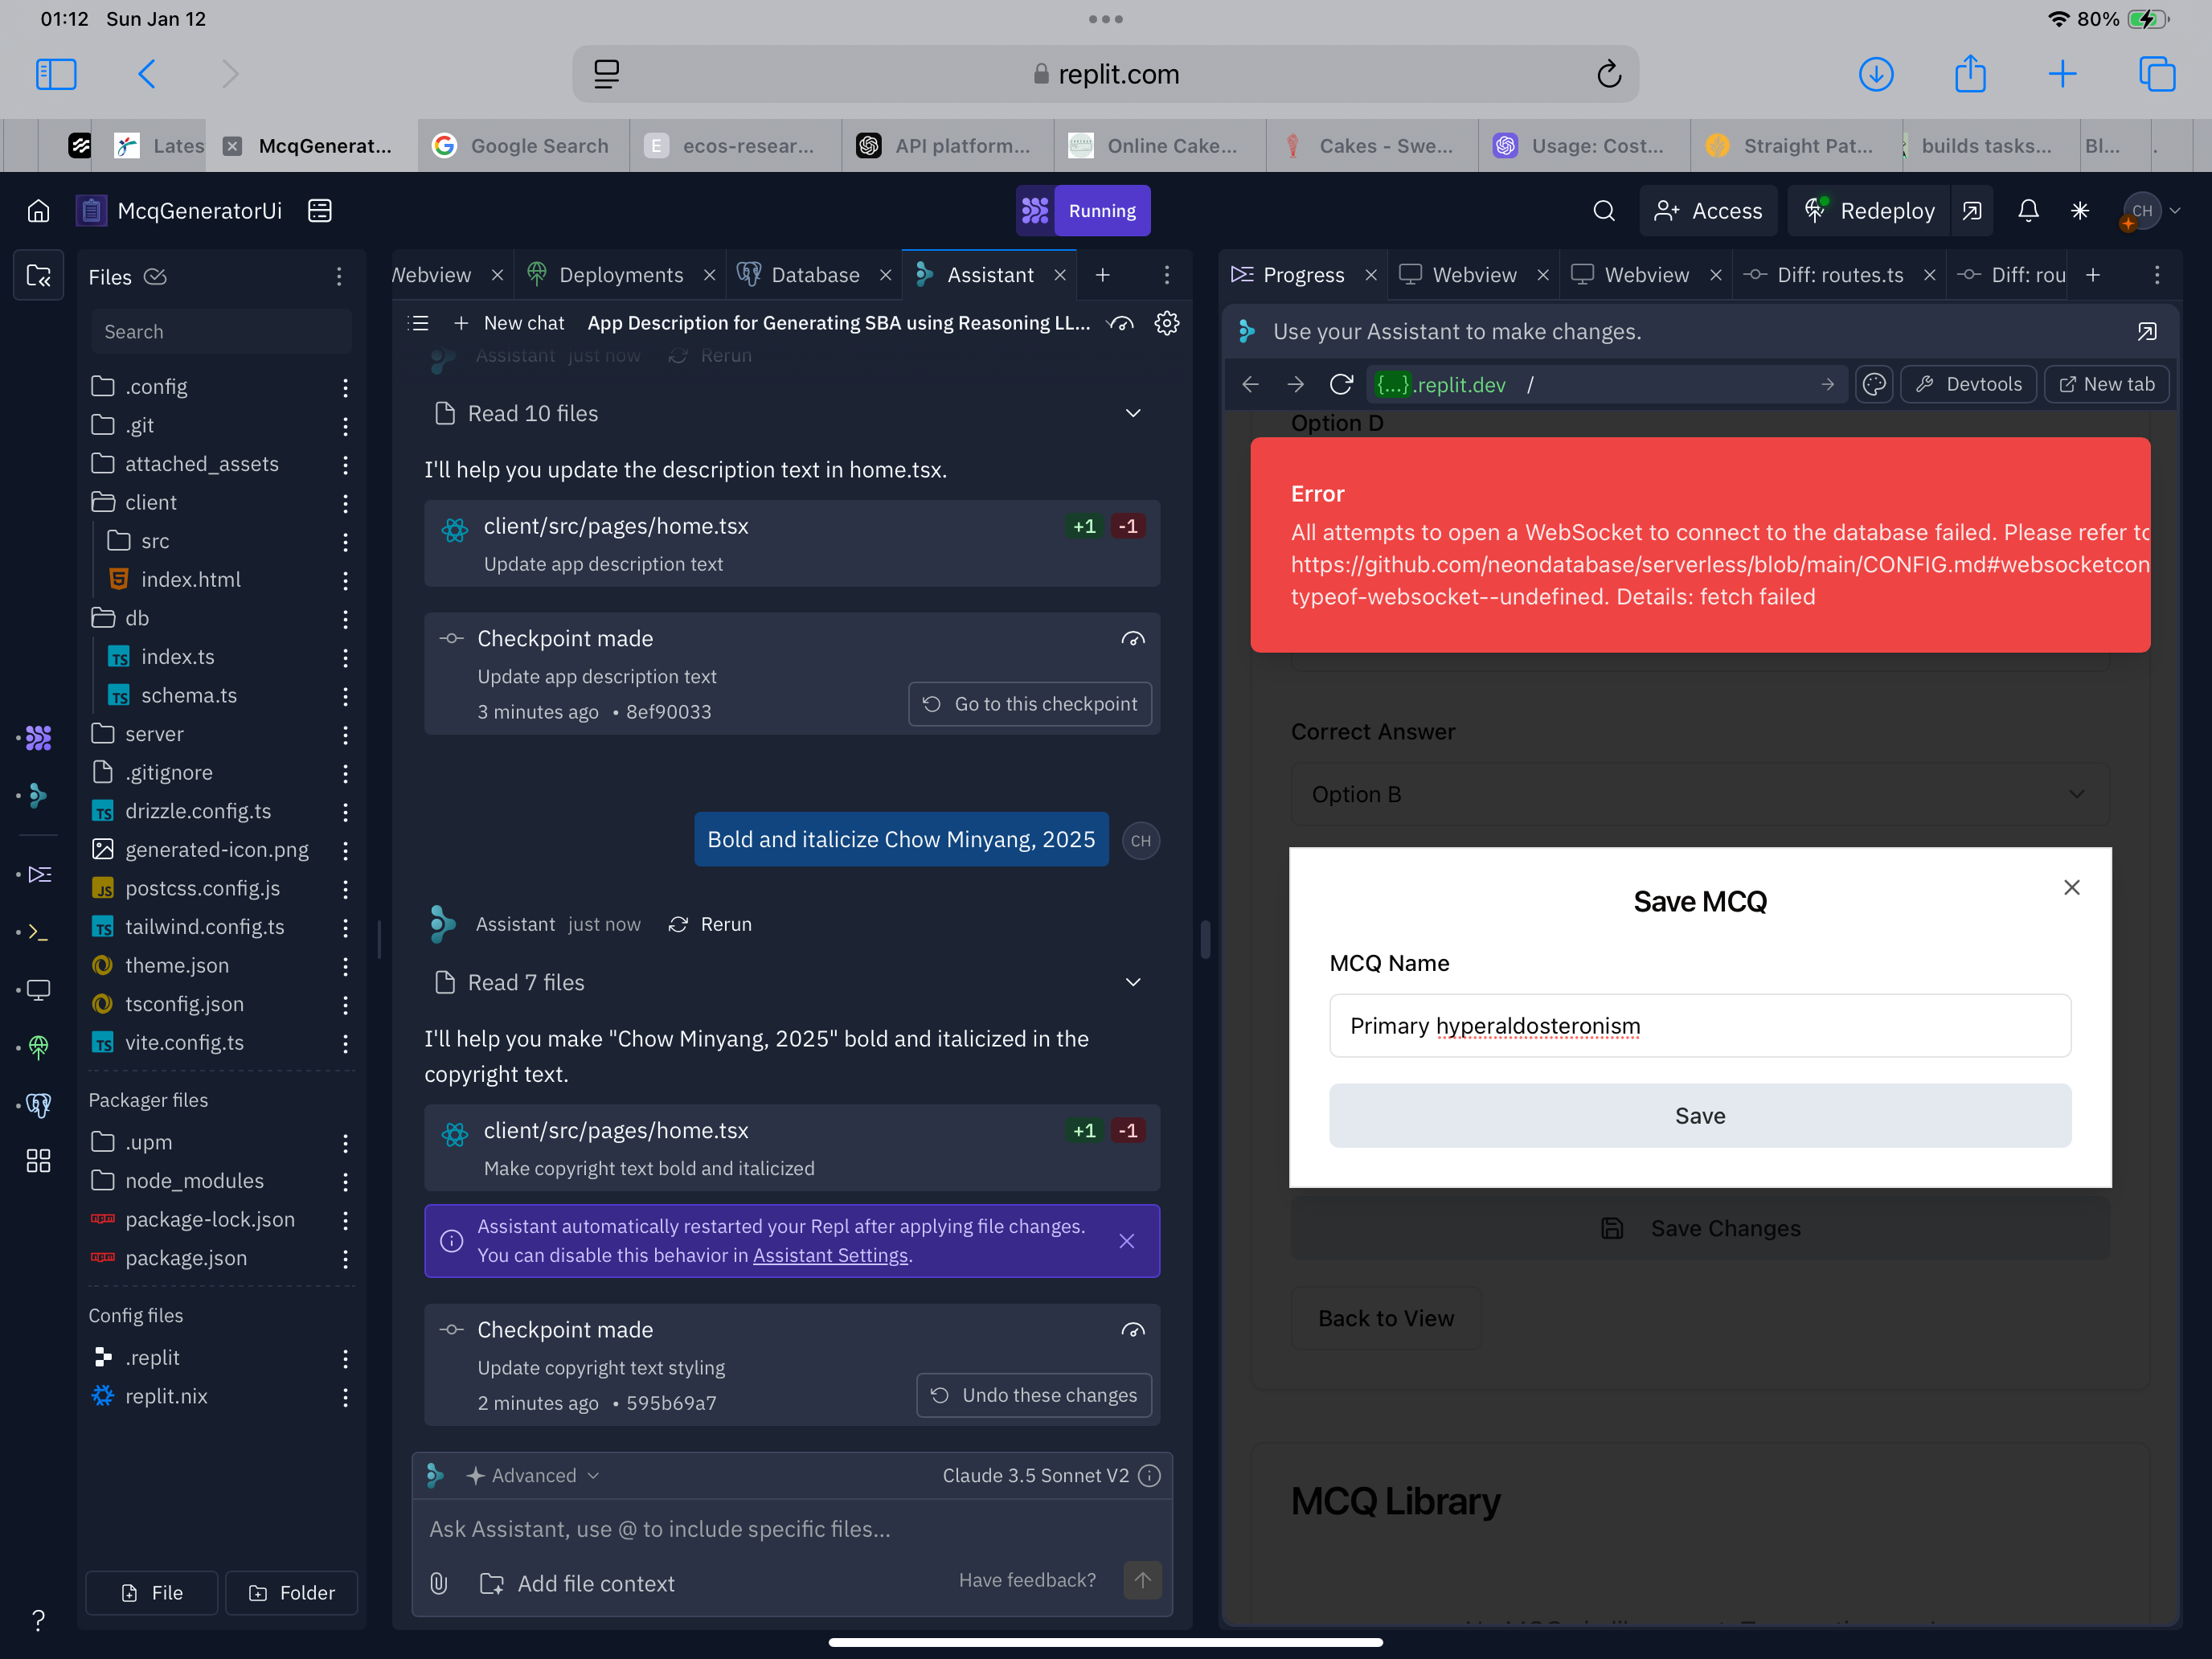 01:12 Sun Jan 12
80%
replit.com
Lates
McqGenerat...
Google Search
E
ecos-resear...
API platform...
Online Cake...
Cakes - Swe...
Usage: Cost...
Straight Pat...
builds tasks...
Bl...
McqGeneratorUi
Running
Access
Redeploy
CH
Files
Search
.config
.git
attached_assets
client
src
index.html
db
index.ts
schema.ts
server
.gitignore
drizzle.config.ts
generated-icon.png
postcss.config.js
tailwind.config.ts
theme.json
tsconfig.json
vite.config.ts
Packager files
.upm
node_modules
package-lock.json
package.json
Config files
.replit
replit.nix
File
Folder
?
Webview
Deployments
Database
Assistant
New chat
App Description for Generating SBA using Reasoning LL...
Assistant just now Rerun
Read 10 files
I'll help you update the description text in home.tsx.
client/src/pages/home.tsx +1 -1
Update app description text
Checkpoint made
Update app description text
3 minutes ago • 8ef90033
Go to this checkpoint
Bold and italicize Chow Minyang, 2025
CH
Assistant just now Rerun
Read 7 files
I'll help you make "Chow Minyang, 2025" bold and italicized in the
copyright text.
client/src/pages/home.tsx +1 -1
Make copyright text bold and italicized
Assistant automatically restarted your Repl after applying file changes.
You can disable this behavior in Assistant Settings.
Checkpoint made
Update copyright text styling
2 minutes ago • 595b69a7
Undo these changes
Advanced
Claude 3.5 Sonnet V2
Ask Assistant, use @ to include specific files...
Add file context
Have feedback?
Progress
Webview
Webview
Diff: routes.ts
Diff: rou
Use your Assistant to make changes.
{...}.replit.dev /
Devtools
New tab
Option D
Error
All attempts to open a WebSocket to connect to the database failed. Please refer to
https://github.com/neondatabase/serverless/blob/main/CONFIG.md#websocketcon
typeof-websocket--undefined. Details: fetch failed
Correct Answer
Option B
Save MCQ
MCQ Name
Primary hyperaldosteronism
Save
Save Changes
Back to View
MCQ Library